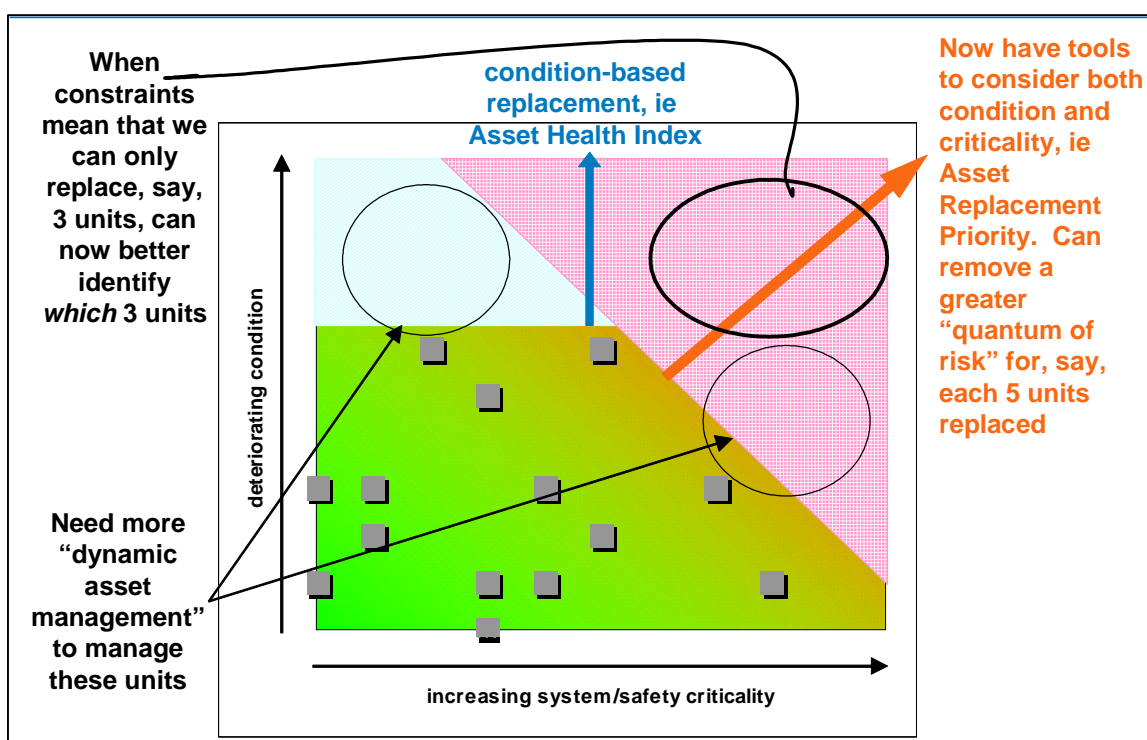 When
constraints
mean that we
can only
replace, say,
3 units, can
now better
identify
which 3 units
condition-based
replacement, ie
Asset Health Index
Now have tools
to consider both
condition and
criticality, ie
Asset
Replacement
Priority.  Can
remove a
greater
“quantum of
risk” for, say,
each 5 units
replaced
deteriorating condition
Need more
“dynamic
asset
management”
to manage
these units
increasing system/safety criticality